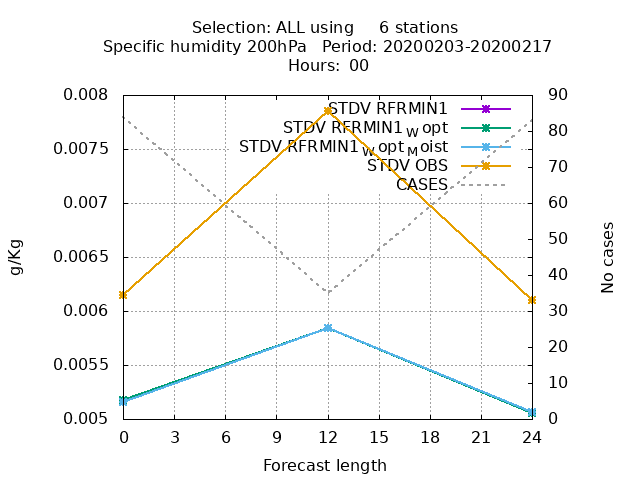 Selection: ALL using 6 stations
Specific humidity 200hPa Period: 20200203-20200217
Hours: 00
STDV RFRMIN1
STDV RFRMIN1_W opt
STDV RFRMIN1_W opt_M oist
STDV OBS
CASES
0.008
0.0075
0.007
0.0065
0.006
0.0055
0.005
g/Kg
90
80
70
60
50
40
30
20
10
0
No cases
0 3 6 9 12 15 18 21 24
Forecast length